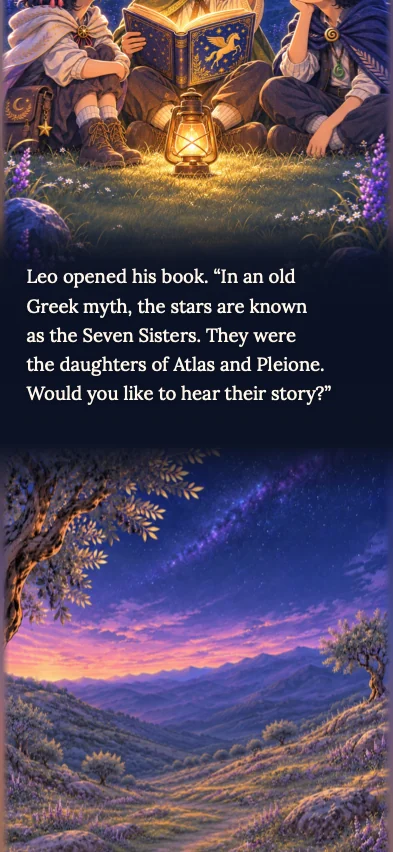 Leo opened his book. “In an old
Greek myth, the stars are known
as the Seven Sisters. They were
the daughters of Atlas and Pleione.
Would you like to hear their story?”